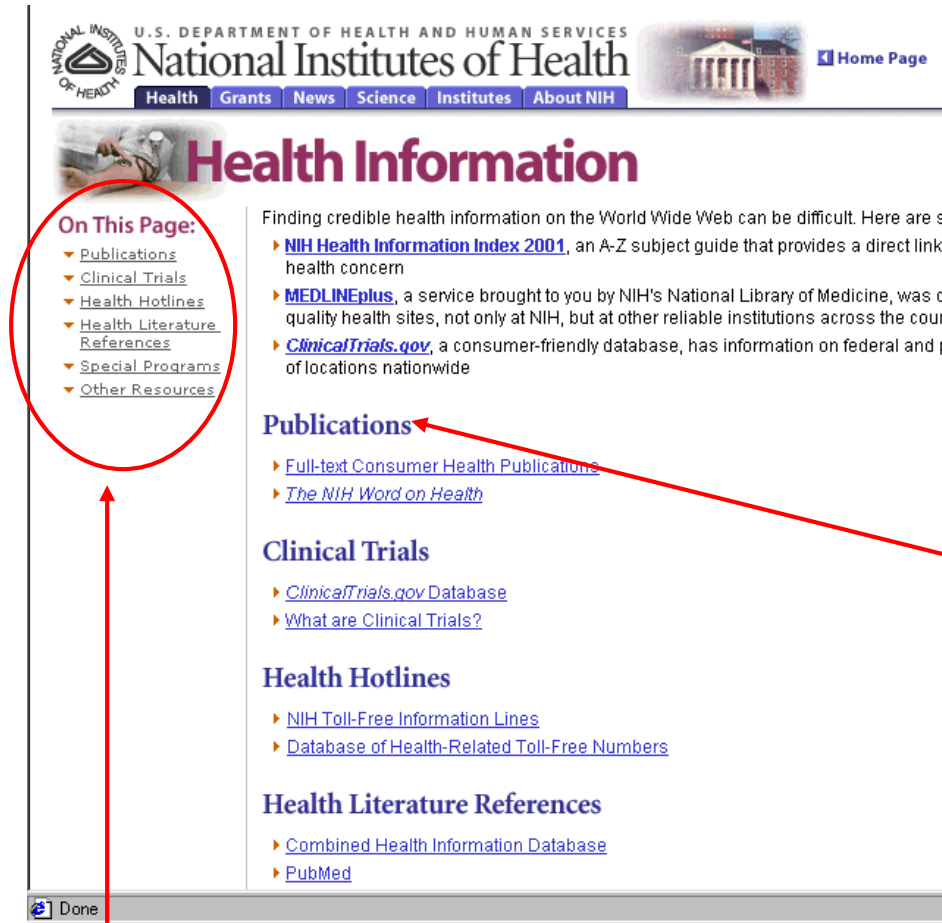 NATIONAL INSTITUTES OF HEALTH
U.S. DEPARTMENT OF HEALTH AND HUMAN SERVICES
National Institutes of Health
Home Page
Health Grants News Science Institutes About NIH
Health Information
On This Page:
Publications
Clinical Trials
Health Hotlines
Health Literature
References
Special Programs
Other Resources
Finding credible health information on the World Wide Web can be difficult. Here are s
NIH Health Information Index 2001, an A-Z subject guide that provides a direct link
health concern
MEDLINEplus, a service brought to you by NIH's National Library of Medicine, was
quality health sites, not only at NIH, but at other reliable institutions across the cour
ClinicalTrials.gov, a consumer-friendly database, has information on federal and
of locations nationwide
Publications
Full-text Consumer Health Publications
The NIH Word on Health
Clinical Trials
ClinicalTrials.gov Database
What are Clinical Trials?
Health Hotlines
NIH Toll-Free Information Lines
Database of Health-Related Toll-Free Numbers
Health Literature References
Combined Health Information Database
PubMed
Done